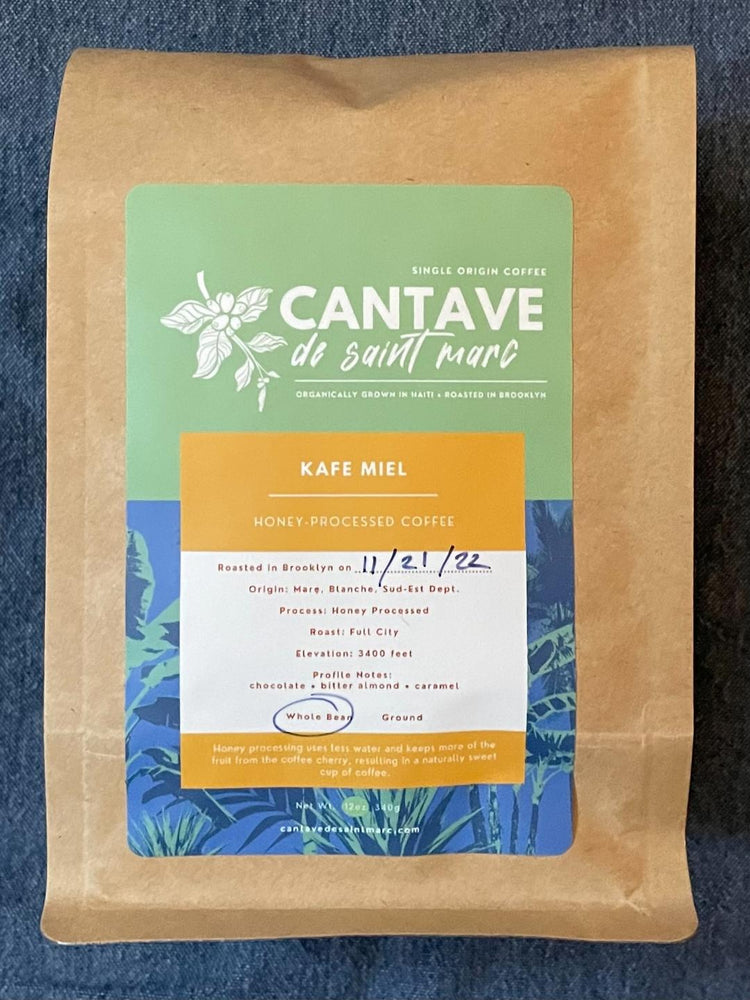 SINGLE ORIGIN COFFEE
CANTAVE
de saint marc
ORGANICALLY GROWN IN HAITI • ROASTED IN BROOKLYN
KAFE MIEL
HONEY-PROCESSED COFFEE
Roasted in Brooklyn on 11/21/22
Origin: Mare, Blanche, Sud-Est Dept.
Process: Honey Processed
Roast: Full City
Elevation: 3400 feet
Profile Notes:
chocolate • bitter almond • caramel
Whole Bean Ground
Honey processing uses less water and keeps more of the
fruit from the coffee cherry, resulting in a naturally sweet
cup of coffee.
Net Wt. 12oz 340g
cantavedesaintmarc.com